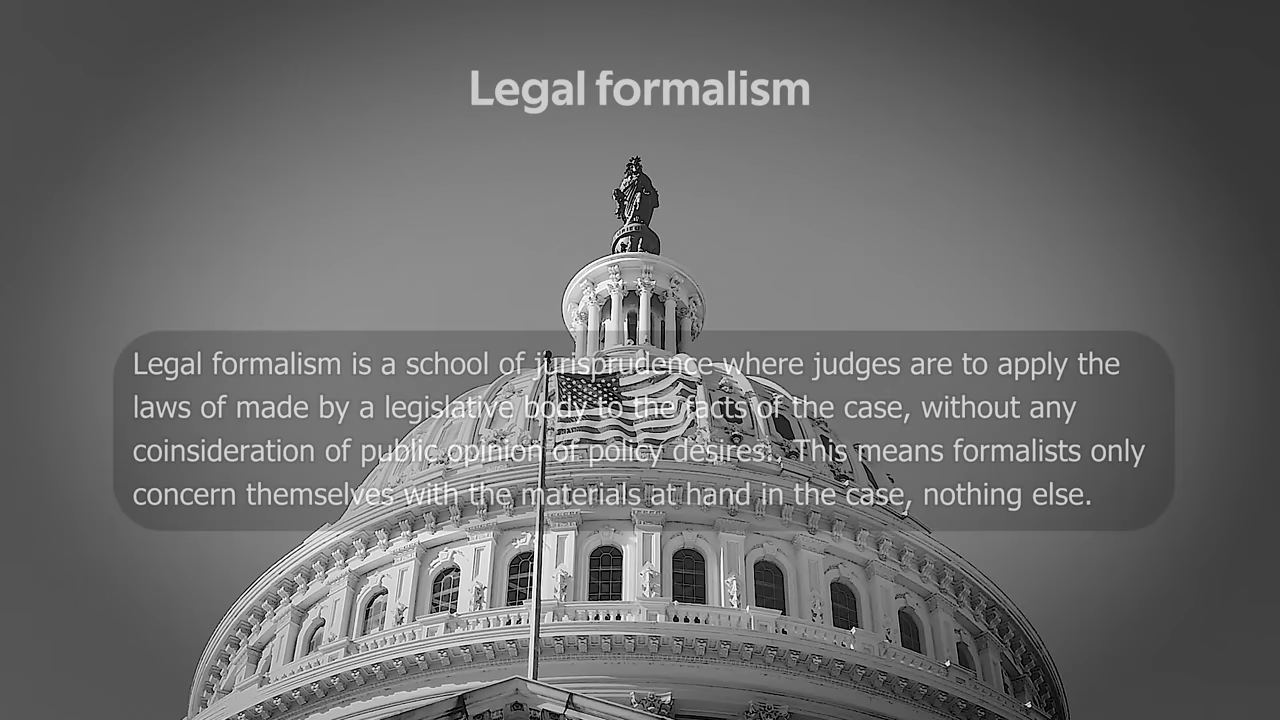 Legal formalism
Legal formalism is a school of jurisprudence where judges are to apply the
laws of made by a legislative body to the facts of the case, without any
coinsideration of public opinion of policy desires. This means formalists only
concern themselves with the materials at hand in the case, nothing else.